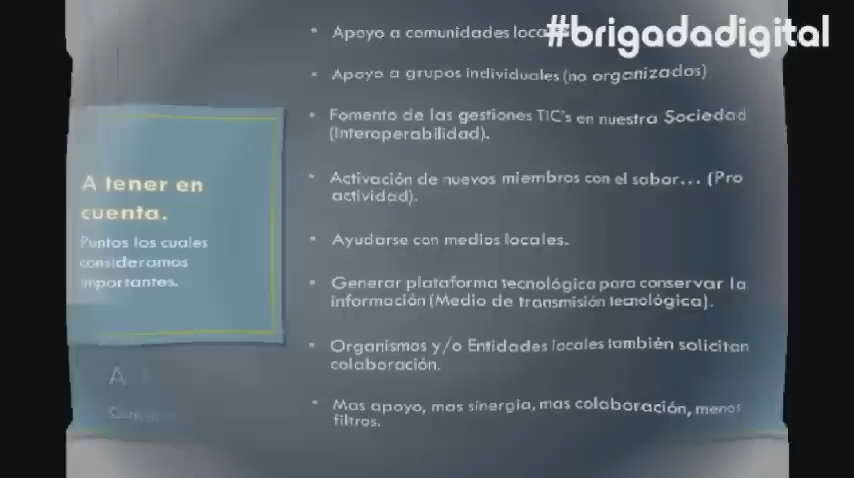 #brigadadigital
Apoyo a comunidades
Apoyo a grupos individuales (no organizados)
Fomento de las gestiones TIC's en nuestra Sociedad
(Interoperabilidad).
Activación de nuevos miembros con el sabor... (Pro
actividad).
Ayudarse con medios locales.
Generar plataforma tecnológica para conservar la
información (Medio de transmisión tecnológica).
Organismos y/o Entidades locales también solicitan
colaboración.
Mas apoyo, mas sinergia, mas colaboración, menos
filtros.
A tener en
cuenta.
Puntos los cuales
consideramos
importantes.
A